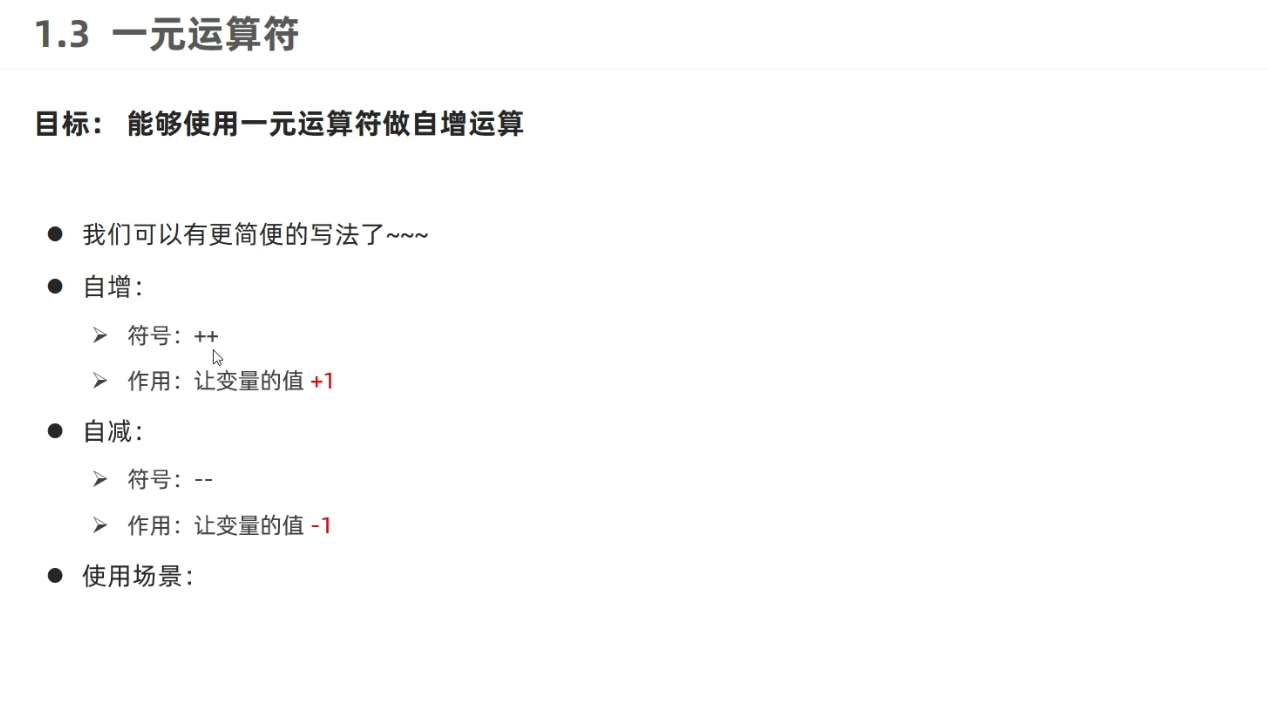 1.3 一元运算符
目标： 能够使用一元运算符做自增运算
我们可以有更简便的写法了~~~
自增：
符号：++
作用：让变量的值 +1
自减：
符号：--
作用：让变量的值 -1
使用场景：